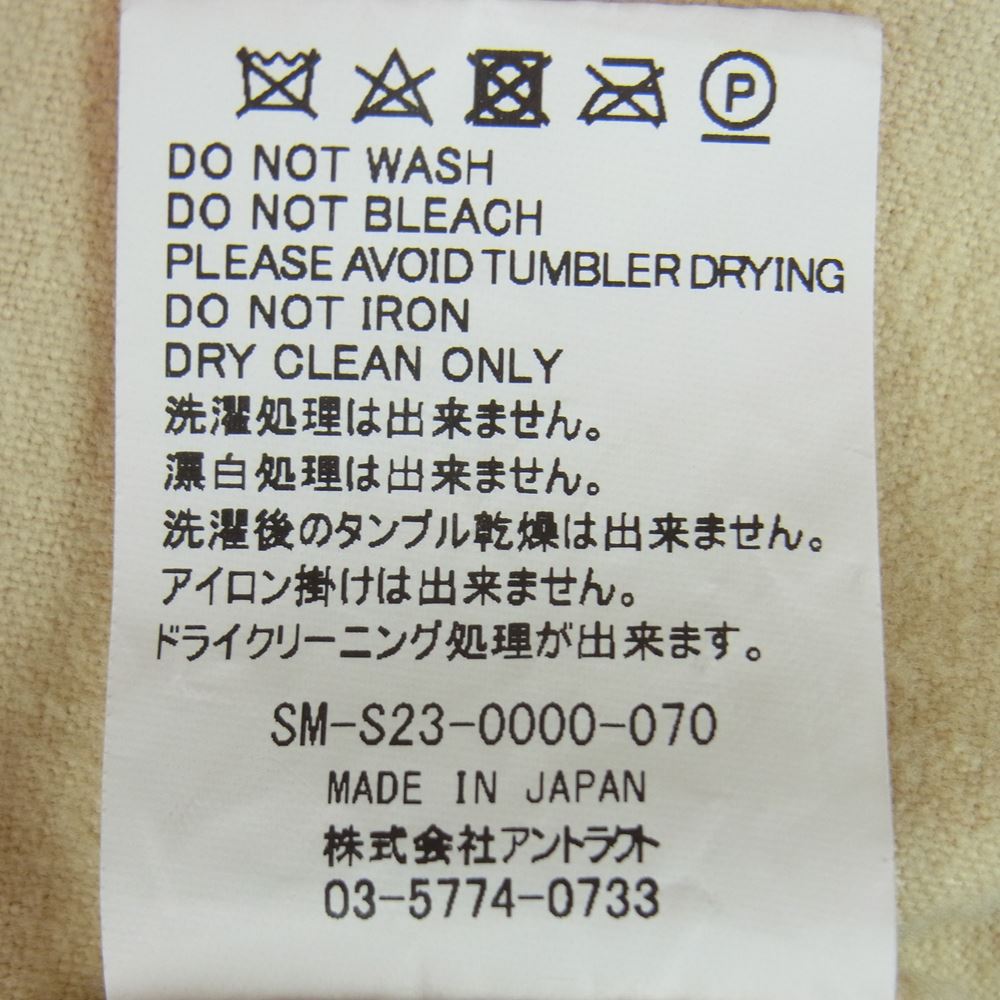 P
DO NOT WASH
DO NOT BLEACH
PLEASE AVOID TUMBLER DRYING
DO NOT IRON
DRY CLEAN ONLY
洗濯処理は出来ません。
漂白処理は出来ません。
洗濯後のタンブル乾燥は出来ません。
アイロン掛けは出来ません。
ドライクリーニング処理が出来ます。
SM-S23-0000-070
MADE IN JAPAN
株式会社アントラクト
03-5774-0733